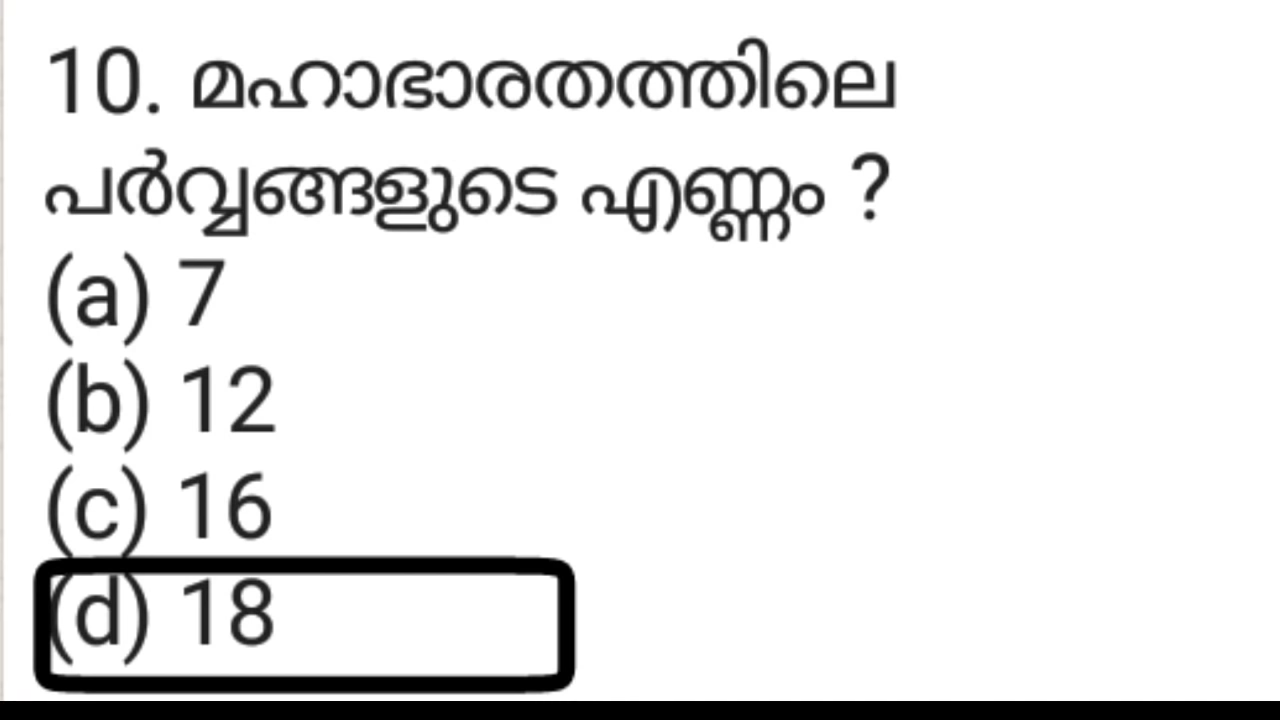 10. മഹാഭാരതത്തിലെ
പർവ്വങ്ങളുടെ എണ്ണം ?
(a) 7
(b) 12
(c) 16
(d) 18